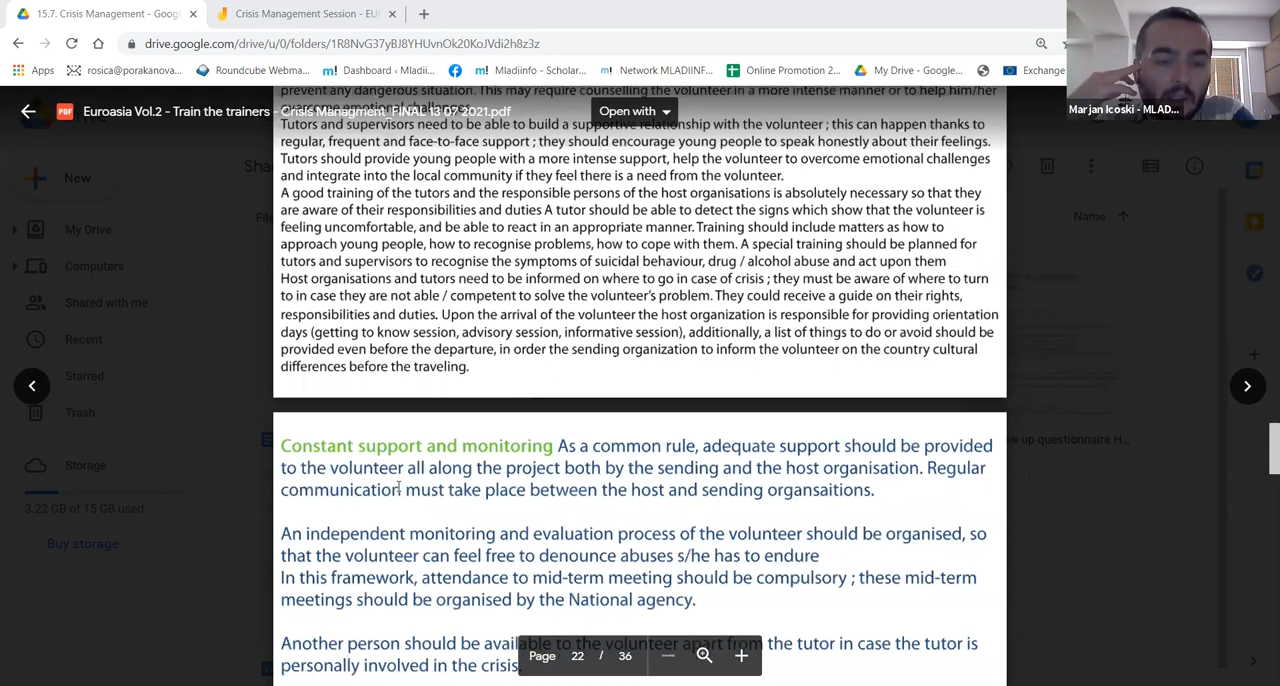 15.7. Crisis Management - Googl
Crisis Management Session - EUR
drive.google.com/drive/u/0/folders/1R8NvG37yBJ8YHUvnOk20KoJVdi2h8z3z
Apps
rosica@porakanova...
Roundcube Webma...
Dashboard ‹ Mladii...
Mladiinfo - Scholar...
Network MLADIINF...
Online Promotion 2...
My Drive - Google...
Exchange
Marjan Icoski - MLAD...
prevent any dangerous situation. This may require counselling the volunteer in a more intense manner or to help him/her
overcome emotional challenges
Euroasia Vol.2 - Train the trainers - Crisis Managment_FINAL 13 07 2021.pdf
Open with
Tutors and supervisors need to be able to build a supportive relationship with the volunteer ; this can happen thanks to
regular, frequent and face-to-face support ; they should encourage young people to speak honestly about their feelings.
Tutors should provide young people with a more intense support, help the volunteer to overcome emotional challenges
and integrate into the local community if they feel there is a need from the volunteer.
A good training of the tutors and the responsible persons of the host organisations is absolutely necessary so that they
are aware of their responsibilities and duties A tutor should be able to detect the signs which show that the volunteer is
feeling uncomfortable, and be able to react in an appropriate manner. Training should include matters as how to
approach young people, how to recognise problems, how to cope with them. A special training should be planned for
tutors and supervisors to recognise the symptoms of suicidal behaviour, drug / alcohol abuse and act upon them
Host organisations and tutors need to be informed on where to go in case of crisis ; they must be aware of where to turn
to in case they are not able / competent to solve the volunteer's problem. They could receive a guide on their rights,
responsibilities and duties. Upon the arrival of the volunteer the host organization is responsible for providing orientation
days (getting to know session, advisory session, informative session), additionally, a list of things to do or avoid should be
provided even before the departure, in order the sending organization to inform the volunteer on the country cultural
differences before the traveling.
New
My Drive
Computers
Shared with me
Recent
Starred
Trash
Storage
3.22 GB of 15 GB used
Buy storage
Sha
File
Name
ow up questionnaire H...
Constant support and monitoring As a common rule, adequate support should be provided
to the volunteer all along the project both by the sending and the host organisation. Regular
communication must take place between the host and sending organsaitions.
An independent monitoring and evaluation process of the volunteer should be organised, so
that the volunteer can feel free to denounce abuses s/he has to endure
In this framework, attendance to mid-term meeting should be compulsory ; these mid-term
meetings should be organised by the National agency.
Another person should be available to the volunteer apart from the tutor in case the tutor is
personally involved in the crisis.
Page 22 / 36